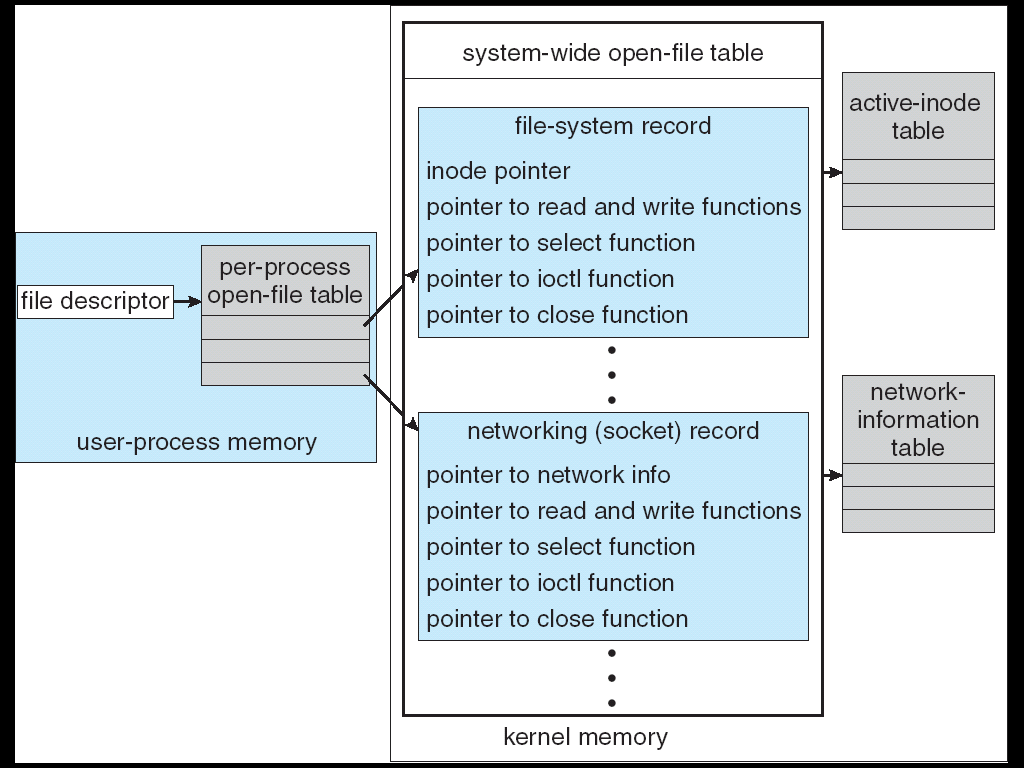 system-wide open-file table
file-system record
inode pointer
pointer to read and write functions
pointer to select function
pointer to ioctl function
pointer to close function
active-inode
table
file descriptor
per-process
open-file table
user-process memory
networking (socket) record
pointer to network info
pointer to read and write functions
pointer to select function
pointer to ioctl function
pointer to close function
network-
information
table
kernel memory